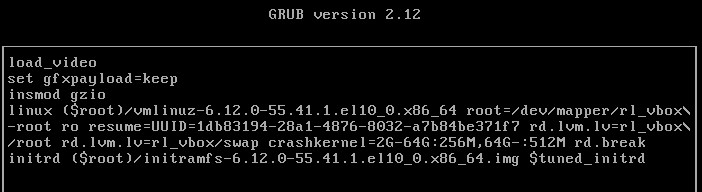 GRUB version 2.12
load_video
set gfxpayload=keep
insmod gzio
linux ($root)/vmlinuz-6.12.0-55.41.1.el10_0.x86_64 root=/dev/mapper/rl_vbox\
-root ro resume=UUID=1db83194-28a1-4876-8032-a7b84be371f7 rd.lvm.lv=rl_vbox\
/root rd.lvm.lv=rl_vbox/swap crashkernel=2G-64G:256M,64G-:512M rd.break
initrd ($root)/initramfs-6.12.0-55.41.1.el10_0.x86_64.img $tuned_initrd